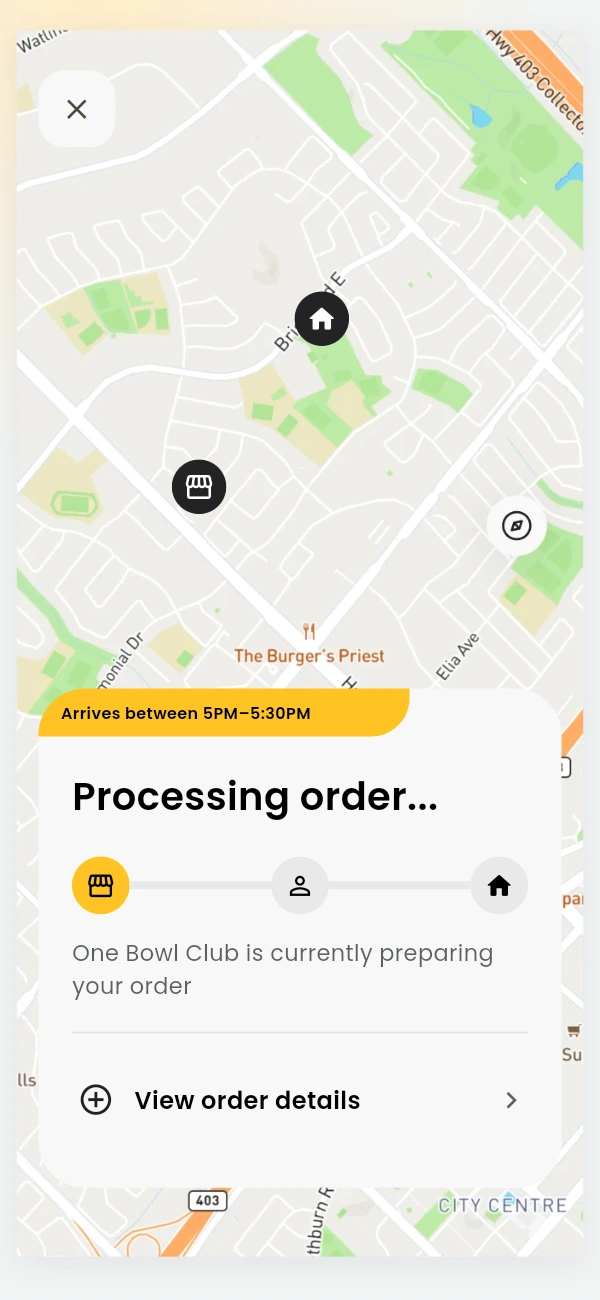 Hwy 403
The Burger's Priest
Elia Ave
Arrives between 5PM–5:30PM
Processing order...
One Bowl Club is currently preparing
your order
View order details
403
CITY CENTRE